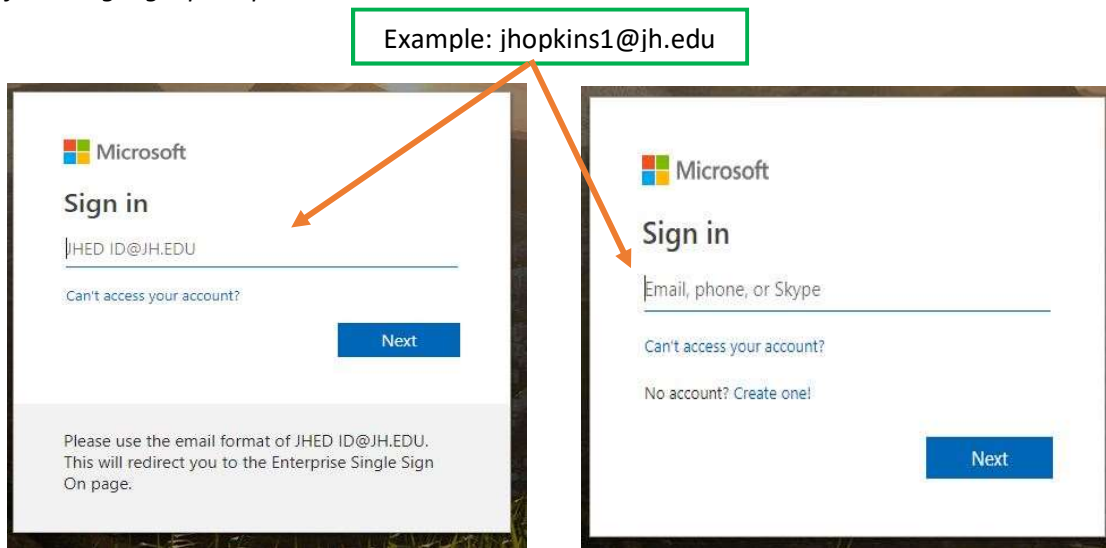 Example: jhopkins1@jh.edu
Microsoft
Sign in
JHED ID@JH.EDU
Can't access your account?
Next
Please use the email format of JHED ID@JH.EDU.
This will redirect you to the Enterprise Single Sign
On page.
Microsoft
Sign in
Email, phone, or Skype
Can't access your account?
No account? Create one!
Next